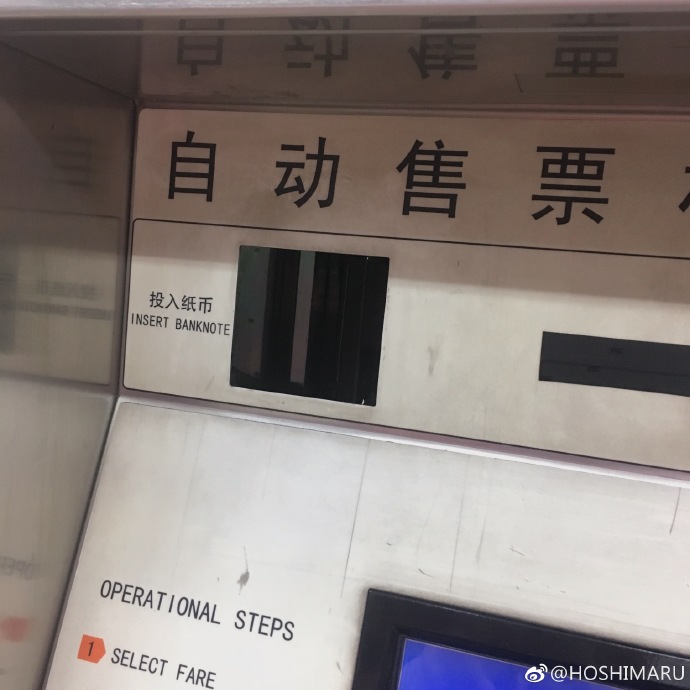 自动售票
投入纸币
INSERT BANKNOTE
OPERATIONAL STEPS
1 SELECT FARE
@HOSHIMARU